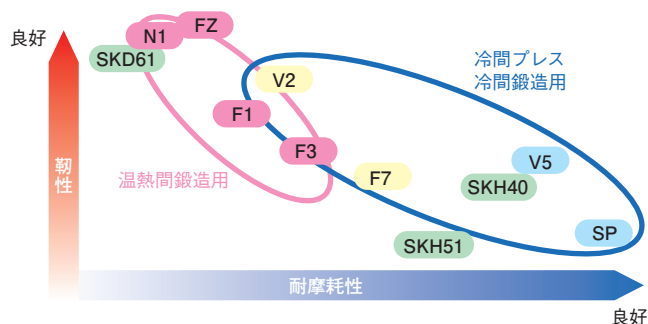 良好
N1
FZ
SKD61
V2
冷間プレス
冷間鍛造用
F1
F3
温熱間鍛造用
F7
V5
SKH40
SKH51
SP
靭性
耐摩耗性
良好